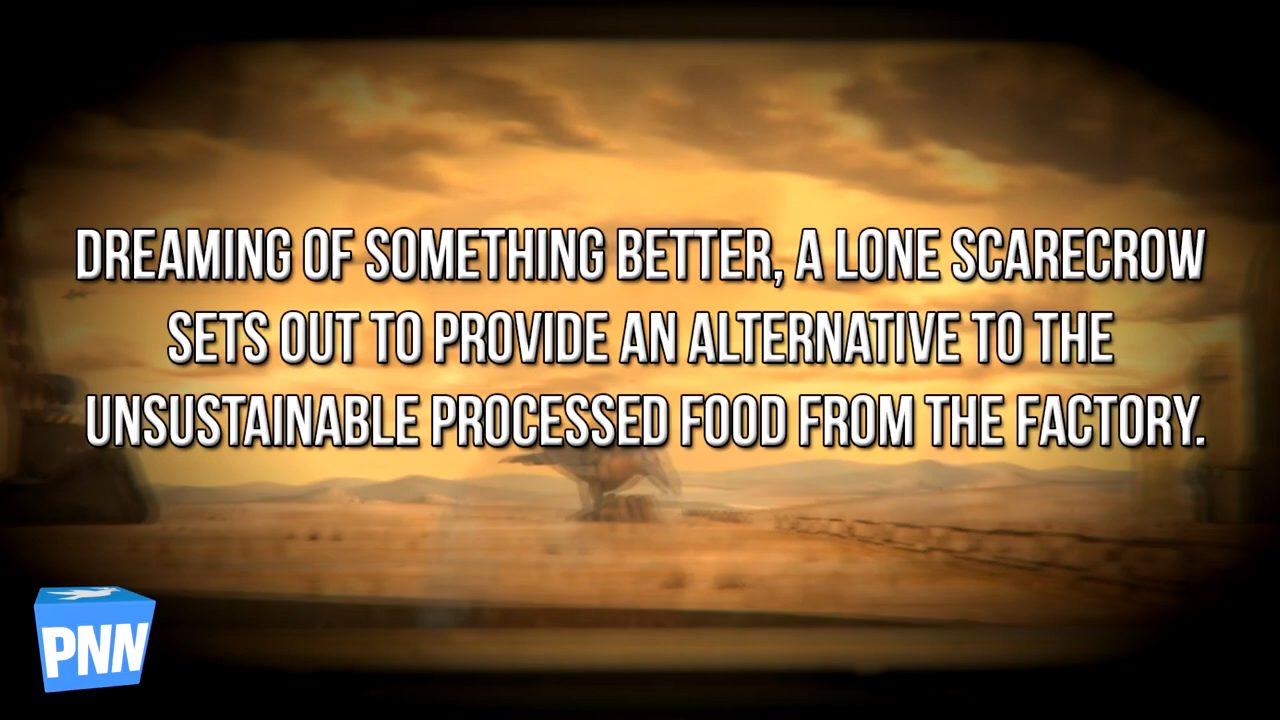 DREAMING OF SOMETHING BETTER, A LONE SCARECROW
SETS OUT TO PROVIDE AN ALTERNATIVE TO THE
UNSUSTAINABLE PROCESSED FOOD FROM THE FACTORY.
PNN